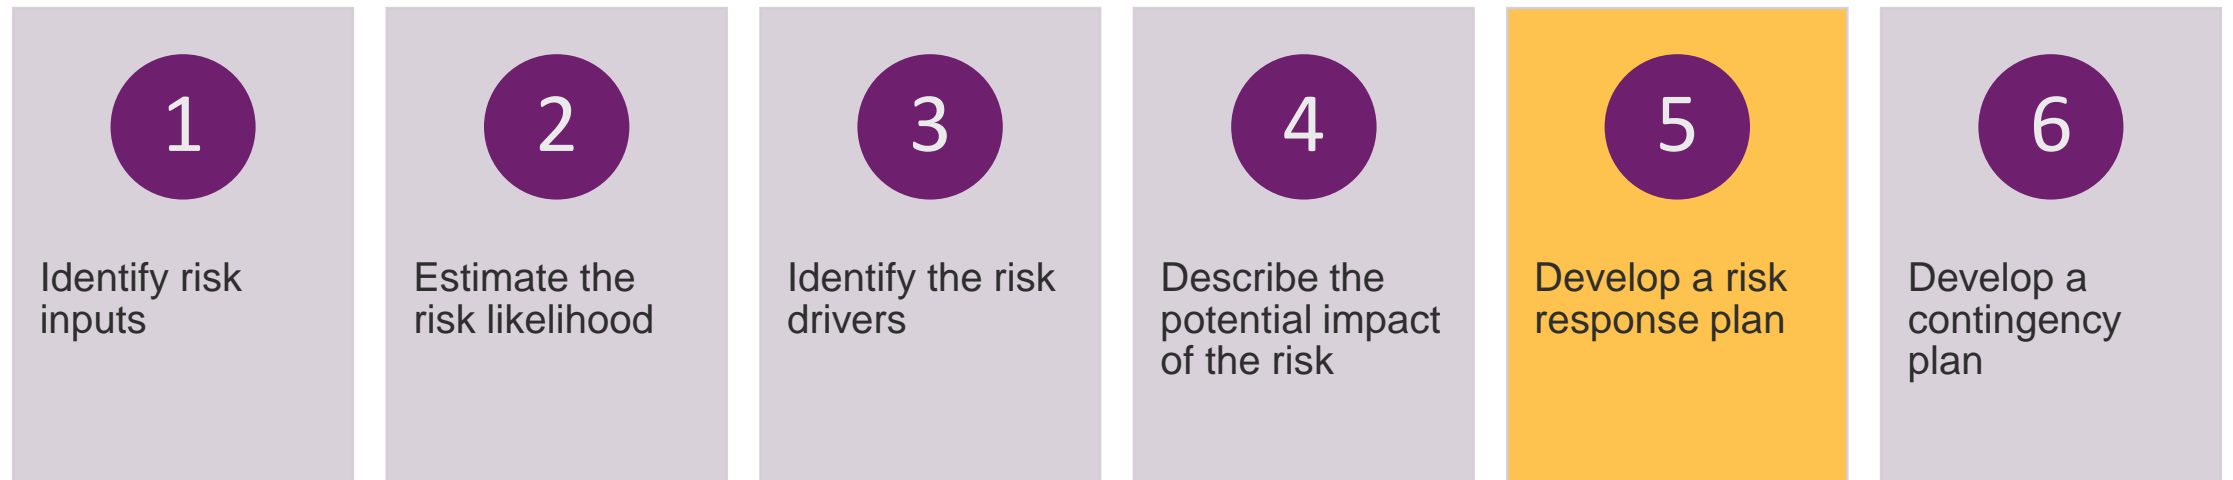 1
Identify risk
inputs
2
Estimate the
risk likelihood
3
Identify the risk
drivers
4
Describe the
potential impact
of the risk
5
Develop a risk
response plan
6
Develop a
contingency
plan